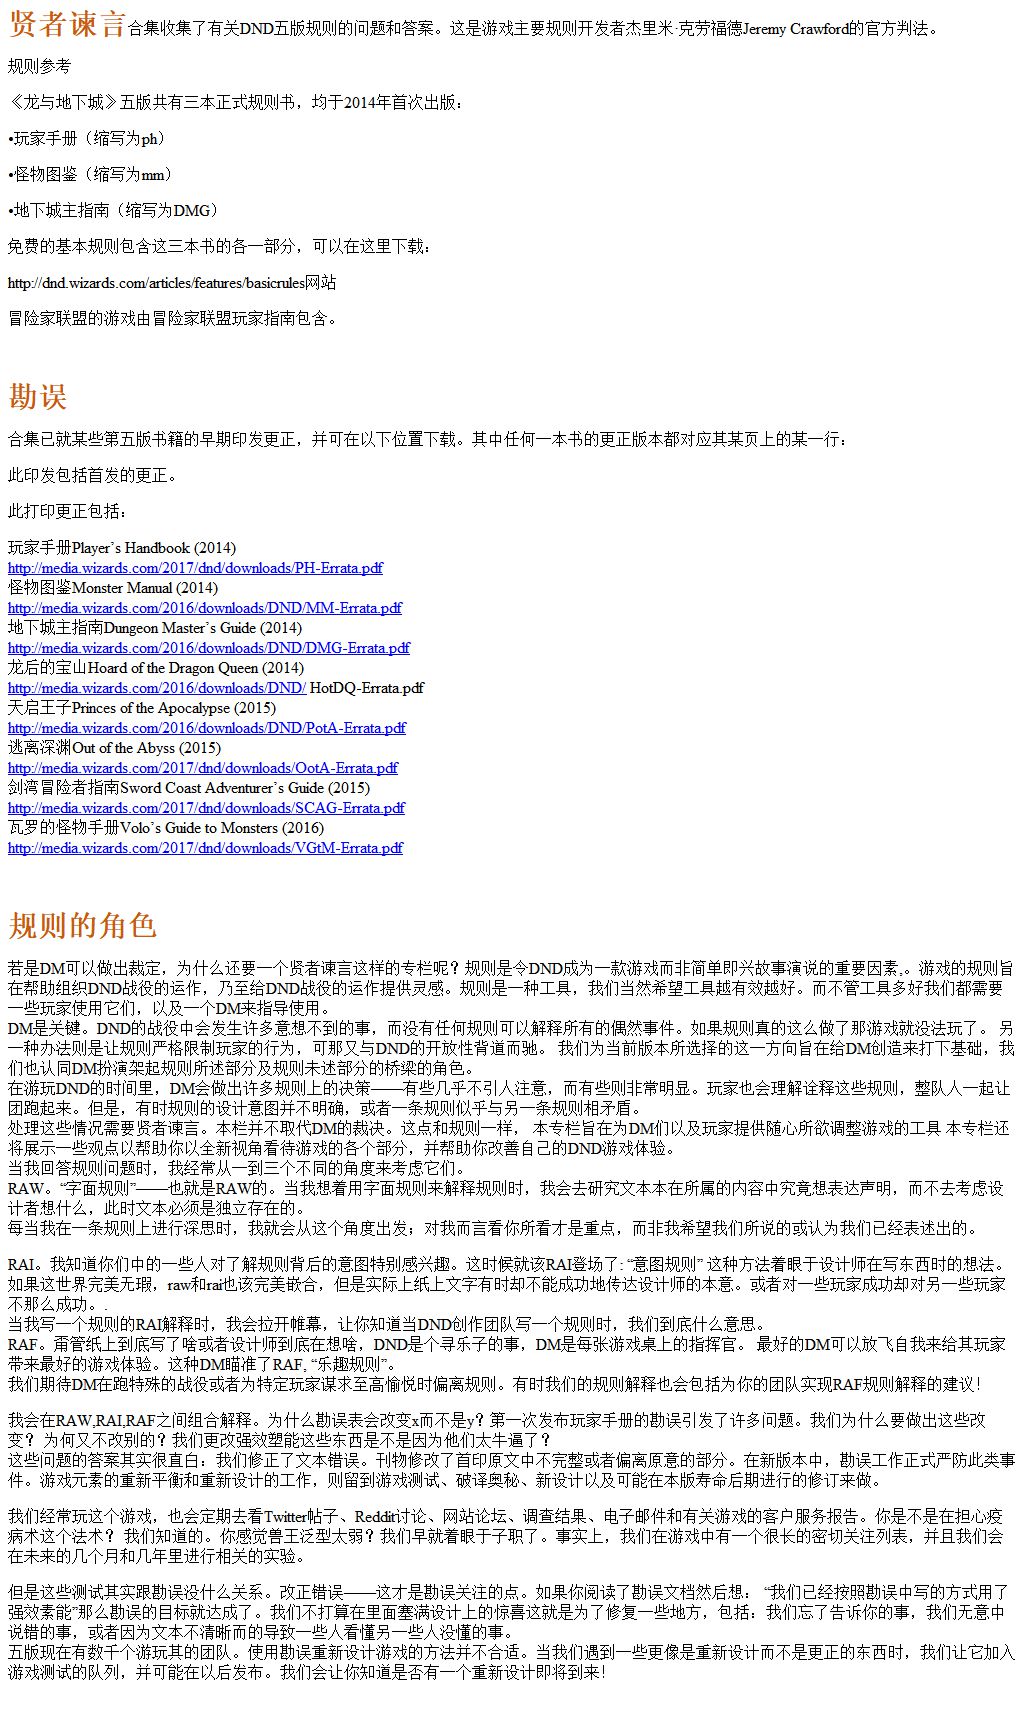 贤者谏言合集收集了有关DND五版规则的问题和答案。这是游戏主要规则开发者杰里米·克劳福德Jeremy Crawford的官方判法。
规则参考
《龙与地下城》五版共有三本正式规则书，均于2014年首次出版：
•玩家手册（缩写为ph）
•怪物图鉴（缩写为mm）
•地下城主指南（缩写为DMG）
免费的基本规则包含这三本书的各一部分，可以在这里下载：
http://dnd.wizards.com/articles/features/basicrules网站
冒险家联盟的游戏由冒险家联盟玩家指南包含。
勘误
合集已就某些第五版书籍的早期印发更正，并可在以下位置下载。其中任何一本书的更正版本都对应其某页上的某一行：
此印发包括首发的更正。
此打印更正包括：
玩家手册Player’s Handbook (2014)
http://media.wizards.com/2017/dnd/downloads/PH-Errata.pdf
怪物图鉴Monster Manual (2014)
http://media.wizards.com/2016/downloads/DND/MM-Errata.pdf
地下城主指南Dungeon Master’s Guide (2014)
http://media.wizards.com/2016/downloads/DND/DMG-Errata.pdf
龙后的宝山Hoard of the Dragon Queen (2014)
http://media.wizards.com/2016/downloads/DND/ HotDQ-Errata.pdf
天启王子Princes of the Apocalypse (2015)
http://media.wizards.com/2016/downloads/DND/PotA-Errata.pdf
逃离深渊Out of the Abyss (2015)
http://media.wizards.com/2017/dnd/downloads/OotA-Errata.pdf
剑湾冒险者指南Sword Coast Adventurer’s Guide (2015)
http://media.wizards.com/2017/dnd/downloads/SCAG-Errata.pdf
瓦罗的怪物手册Volo’s Guide to Monsters (2016)
http://media.wizards.com/2017/dnd/downloads/VGtM-Errata.pdf
规则的角色
若是DM可以做出裁定，为什么还要一个贤者谏言这样的专栏呢？规则是令DND成为一款游戏而非简单即兴故事演说的重要因素,。游戏的规则旨
在帮助组织DND战役的运作，乃至给DND战役的运作提供灵感。规则是一种工具，我们当然希望工具越有效越好。而不管工具多好我们都需要
一些玩家使用它们，以及一个DM来指导使用。
DM是关键。DND的战役中会发生许多意想不到的事，而没有任何规则可以解释所有的偶然事件。如果规则真的这么做了那游戏就没法玩了。 另
一种办法则是让规则严格限制玩家的行为，可那又与DND的开放性背道而驰。 我们为当前版本所选择的这一方向旨在给DM创造来打下基础，我
们也认同DM扮演架起规则所述部分及规则未述部分的桥梁的角色。
在游玩DND的时间里，DM会做出许多规则上的决策——有些几乎不引人注意，而有些则非常明显。玩家也会理解诠释这些规则，整队人一起让
团跑起来。但是，有时规则的设计意图并不明确，或者一条规则似乎与另一条规则相矛盾。
处理这些情况需要贤者谏言。本栏并不取代DM的裁决。这点和规则一样， 本专栏旨在为DM们以及玩家提供随心所欲调整游戏的工具 本专栏还
将展示一些观点以帮助你以全新视角看待游戏的各个部分，并帮助你改善自己的DND游戏体验。
当我回答规则问题时，我经常从一到三个不同的角度来考虑它们。
RAW。“字面规则”——也就是RAW的。当我想着用字面规则来解释规则时，我会去研究文本本在所属的内容中究竟想表达声明，而不去考虑设
计者想什么，此时文本必须是独立存在的。
每当我在一条规则上进行深思时，我就会从这个角度出发；对我而言看你所看才是重点，而非我希望我们所说的或认为我们已经表述出的。
RAI。我知道你们中的一些人对了解规则背后的意图特别感兴趣。这时候就该RAI登场了: “意图规则” 这种方法着眼于设计师在写东西时的想法。
如果这世界完美无瑕，raw和rai也该完美嵌合，但是实际上纸上文字有时却不能成功地传达设计师的本意。或者对一些玩家成功却对另一些玩家
不那么成功。.
当我写一个规则的RAI解释时，我会拉开帷幕，让你知道当DND创作团队写一个规则时，我们到底什么意思。
RAF。甭管纸上到底写了啥或者设计师到底在想啥，DND是个寻乐子的事，DM是每张游戏桌上的指挥官。 最好的DM可以放飞自我来给其玩家
带来最好的游戏体验。这种DM瞄准了RAF, “乐趣规则”。
我们期待DM在跑特殊的战役或者为特定玩家谋求至高愉悦时偏离规则。有时我们的规则解释也会包括为你的团队实现RAF规则解释的建议！
我会在RAW,RAI,RAF之间组合解释。为什么勘误表会改变x而不是y？第一次发布玩家手册的勘误引发了许多问题。我们为什么要做出这些改
变？ 为何又不改别的？我们更改强效塑能这些东西是不是因为他们太牛逼了？
这些问题的答案其实很直白：我们修正了文本错误。刊物修改了首印原文中不完整或者偏离原意的部分。在新版本中，勘误工作正式严防此类事
件。游戏元素的重新平衡和重新设计的工作，则留到游戏测试、破译奥秘、新设计以及可能在本版寿命后期进行的修订来做。
我们经常玩这个游戏，也会定期去看Twitter帖子、Reddit讨论、网站论坛、调查结果、电子邮件和有关游戏的客户服务报告。你是不是在担心疫
病术这个法术？ 我们知道的。你感觉兽王泛型太弱？我们早就着眼于子职了。事实上，我们在游戏中有一个很长的密切关注列表，并且我们会
在未来的几个月和几年里进行相关的实验。
但是这些测试其实跟勘误没什么关系。改正错误——这才是勘误关注的点。如果你阅读了勘误文档然后想： “我们已经按照勘误中写的方式用了
强效素能”那么勘误的目标就达成了。我们不打算在里面塞满设计上的惊喜这就是为了修复一些地方，包括：我们忘了告诉你的事，我们无意中
说错的事，或者因为文本不清晰而的导致一些人看懂另一些人没懂的事。
五版现在有数千个游玩其的团队。使用勘误重新设计游戏的方法并不合适。当我们遇到一些更像是重新设计而不是更正的东西时，我们让它加入
游戏测试的队列，并可能在以后发布。我们会让你知道是否有一个重新设计即将到来！